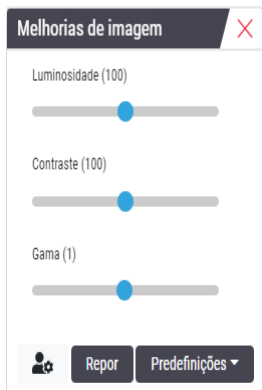 Melhorias de imagem
Luminosidade (100)
Contraste (100)
Gama (1)
Repor Predefinições